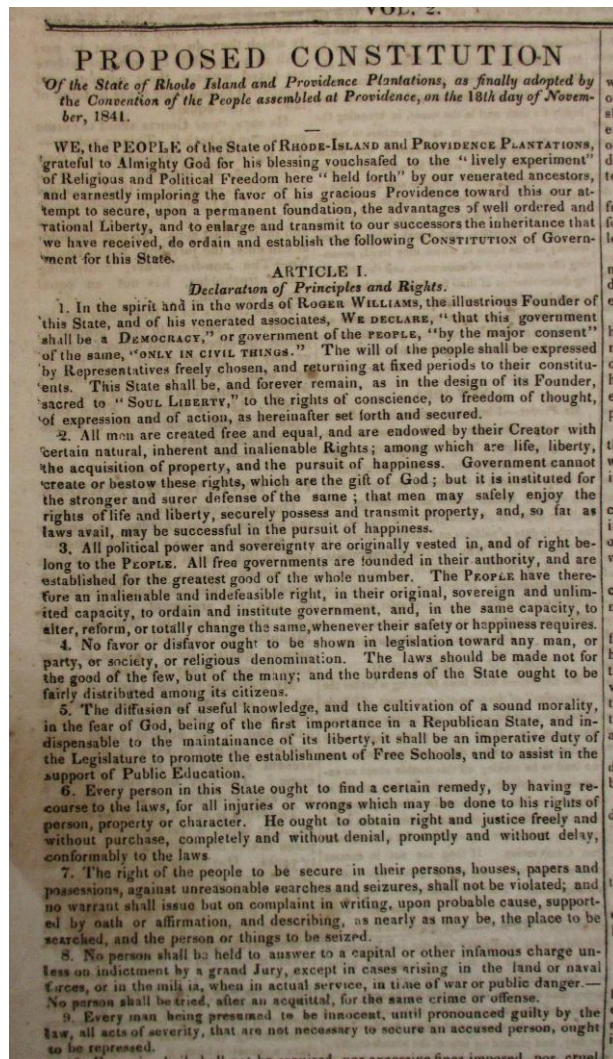 VOL. 2.
PROPOSED CONSTITUTION
Of the State of Rhode Island and Providence Plantations, as finally adopted by
the Convention of the People assembled at Providence, on the 18th day of Novem-
ber, 1841.
WE, the PEOPLE of the State of RHODE-ISLAND and PROVIDENCE PLANTATIONS,
grateful to Almighty God for his blessing vouchsafed to the "lively experiment"
of Religious and Political Freedom here "held forth" by our venerated ancestors,
and earnestly imploring the favor of his gracious Providence toward this our at-
tempt to secure, upon a permanent foundation, the advantages of well ordered and
rational Liberty, and to enlarge and transmit to our successors the inheritance that
we have received, do ordain and establish the following CONSTITUTION of Govern-
ment for this State.
ARTICLE I.
Declaration of Principles and Rights.
1. In the spirit and in the words of ROGER WILLIAMS, the illustrious Founder of
this State, and of his venerated associates, WE DECLARE, "that this government
shall be a DEMOCRACY," or government of the PEOPLE, "by the major consent"
of the same, "ONLY IN CIVIL THINGS." The will of the people shall be expressed
by Representatives freely chosen, and returning at fixed periods to their constitu-
ents. This State shall be, and forever remain, as in the design of its Founder,
sacred to "SOUL LIBERTY," to the rights of conscience, to freedom of thought,
of expression and of action, as hereinafter set forth and secured.
2. All men are created free and equal, and are endowed by their Creator with
certain natural, inherent and inalienable Rights; among which are life, liberty,
the acquisition of property, and the pursuit of happiness. Government cannot
create or bestow these rights, which are the gift of God; but it is instituted for
the stronger and surer defense of the same; that men may safely enjoy the
rights of life and liberty, securely possess and transmit property, and, so far as
laws avail, may be successful in the pursuit of happiness.
3. All political power and sovereignty are originally vested in, and of right be-
long to the PEOPLE. All free governments are founded in their authority, and are
established for the greatest good of the whole number. The PEOPLE have there-
fore an inalienable and indefeasible right, in their original, sovereign and unlim-
ited capacity, to ordain and institute government, and, in the same capacity, to
alter, reform, or totally change the same, whenever their safety or happiness requires.
4. No favor or disfavor ought to be shown in legislation toward any man, or
party, or society, or religious denomination. The laws should be made not for
the good of the few, but of the many; and the burdens of the State ought to be
fairly distributed among its citizens.
5. The diffusion of useful knowledge, and the cultivation of a sound morality,
in the fear of God, being of the first importance in a Republican State, and in-
dispensable to the maintainance of its liberty, it shall be an imperative duty of
the Legislature to promote the establishment of Free Schools, and to assist in the
support of Public Education.
6. Every person in this State ought to find a certain remedy, by having re-
course to the laws, for all injuries or wrongs which may be done to his rights of
person, property or character. He ought to obtain right and justice freely and
without purchase, completely and without denial, promptly and without delay,
conformably to the laws
7. The right of the people to be secure in their persons, houses, papers and
possessions, against unreasonable searches and seizures, shall not be violated; and
no warrant shall issue but on complaint in writing, upon probable cause, support-
ed by oath or affirmation, and describing, as nearly as may be, the place to be
searched, and the person or things to be seized.
8. No person shall be held to answer to a capital or other infamous charge un-
less on indictment by a grand Jury, except in cases arising in the land or naval
forces, or in the mili ia, when in actual service, in time of war or public danger.—
No person shall be tried, after an acquittal, for the same crime or offense.
9. Every man being presumed to be innocent, until pronounced guilty by the
law, all acts of severity, that are not necessary to secure an accused person, ought
to be repressed.